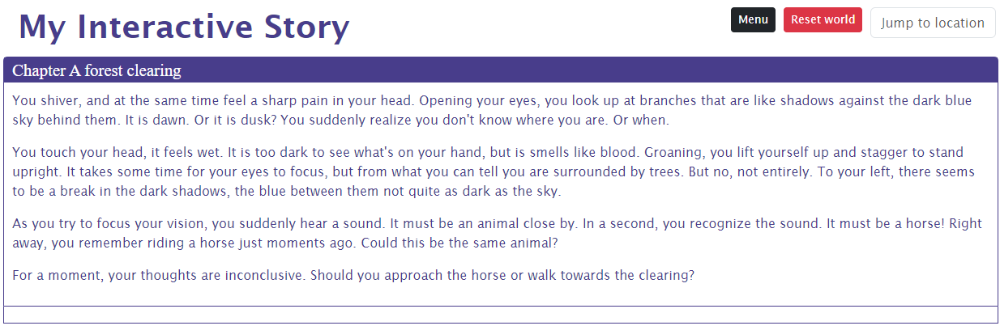 My Interactive Story
Menu
Reset world
Jump to location
Chapter A forest clearing
You shiver, and at the same time feel a sharp pain in your head. Opening your eyes, you look up at branches that are like shadows against the dark blue
sky behind them. It is dawn. Or it is dusk? You suddenly realize you don't know where you are. Or when.
You touch your head, it feels wet. It is too dark to see what's on your hand, but is smells like blood. Groaning, you lift yourself up and stagger to stand
upright. It takes some time for your eyes to focus, but from what you can tell you are surrounded by trees. But no, not entirely. To your left, there seems
to be a break in the dark shadows, the blue between them not quite as dark as the sky.
As you try to focus your vision, you suddenly hear a sound. It must be an animal close by. In a second, you recognize the sound. It must be a horse! Right
away, you remember riding a horse just moments ago. Could this be the same animal?
For a moment, your thoughts are inconclusive. Should you approach the horse or walk towards the clearing?